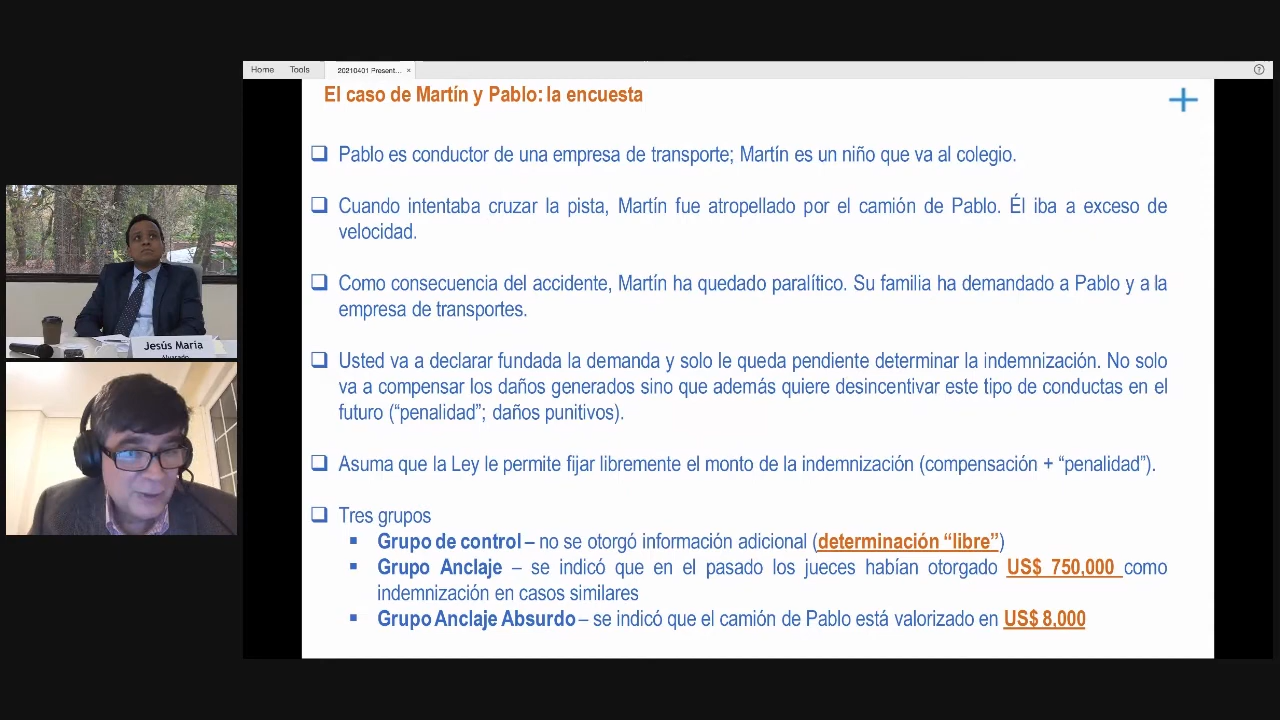 Home Tools 20210401 Present... ×
El caso de Martín y Pablo: la encuesta
Pablo es conductor de una empresa de transporte; Martín es un niño que va al colegio.
Cuando intentaba cruzar la pista, Martín fue atropellado por el camión de Pablo. Él iba a exceso de
velocidad.
Como consecuencia del accidente, Martín ha quedado paralítico. Su familia ha demandado a Pablo y a la
empresa de transportes.
Usted va a declarar fundada la demanda y solo le queda pendiente determinar la indemnización. No solo
va a compensar los daños generados sino que además quiere desincentivar este tipo de conductas en el
futuro (“penalidad”; daños punitivos).
Asuma que la Ley le permite fijar libremente el monto de la indemnización (compensación + “penalidad”).
Tres grupos
Grupo de control – no se otorgó información adicional (determinación “libre”)
Grupo Anclaje – se indicó que en el pasado los jueces habían otorgado US$ 750,000 como
indemnización en casos similares
Grupo Anclaje Absurdo – se indicó que el camión de Pablo está valorizado en US$ 8,000
Jesús María
Alvarado